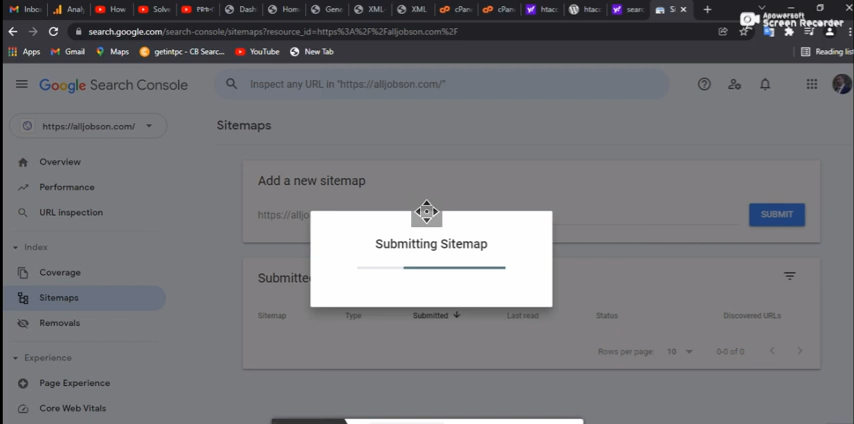 Inbo
Analy
How
Solve
Dash
Hom
Gene
XML
XML
cPan
cPan
htacc
htacc
searc
S
search.google.com/search-console/sitemaps?resource_id=https%3A%2F%2Falljobson.com%2F
Apowersoft
Screen Recorder
Apps
Gmail
Maps
getintpc - CB Searc...
YouTube
New Tab
Reading list
Google Search Console
Inspect any URL in "https://alljobson.com/"
https://alljobson.com/
Sitemaps
Overview
Performance
URL inspection
Index
Coverage
Sitemaps
Removals
Experience
Page Experience
Core Web Vitals
Add a new sitemap
https://alljo
SUBMIT
Submitting Sitemap
Submitte
Sitemap Type Submitted Last read Status Discovered URLs
Rows per page: 10 0-0 of 0